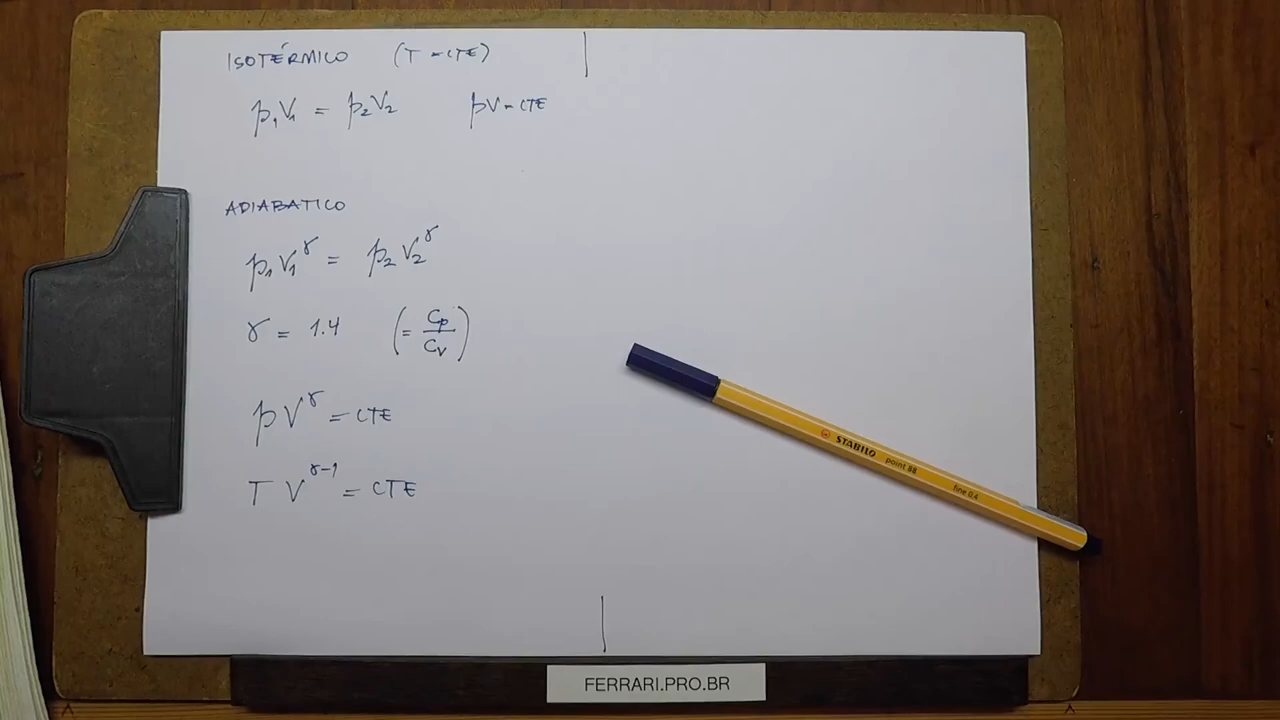 ISOTÉRMICO (T = CTE)
p₁V₁ = p₂V₂ pV = CTE
ADIABATICO
p₁V₁^γ = p₂V₂^γ
γ = 1.4 (= Cp/Cv)
pV^γ = CTE
TV^γ-1 = CTE
STABILO point 88 fine 0,4
FERRARI.PRO.BR